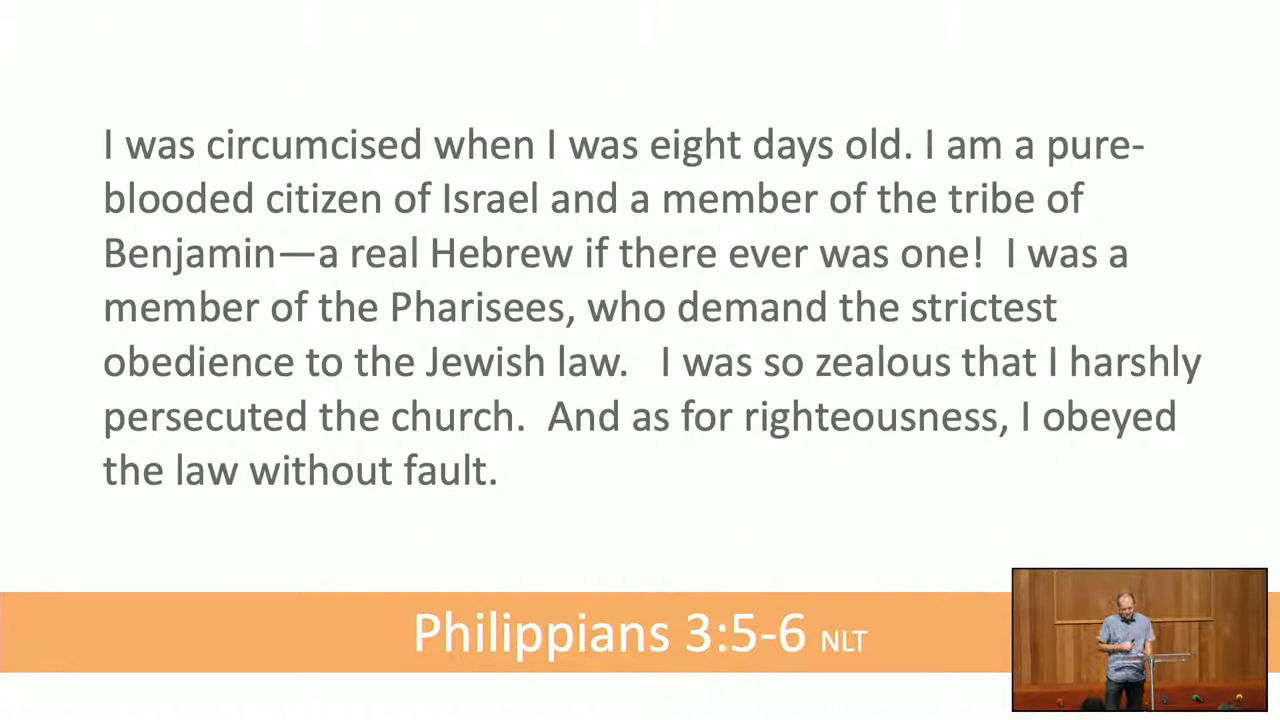 I was circumcised when I was eight days old. I am a pure-
blooded citizen of Israel and a member of the tribe of
Benjamin—a real Hebrew if there ever was one!  I was a
member of the Pharisees, who demand the strictest
obedience to the Jewish law.   I was so zealous that I harshly
persecuted the church.  And as for righteousness, I obeyed
the law without fault.
Philippians 3:5-6 NLT